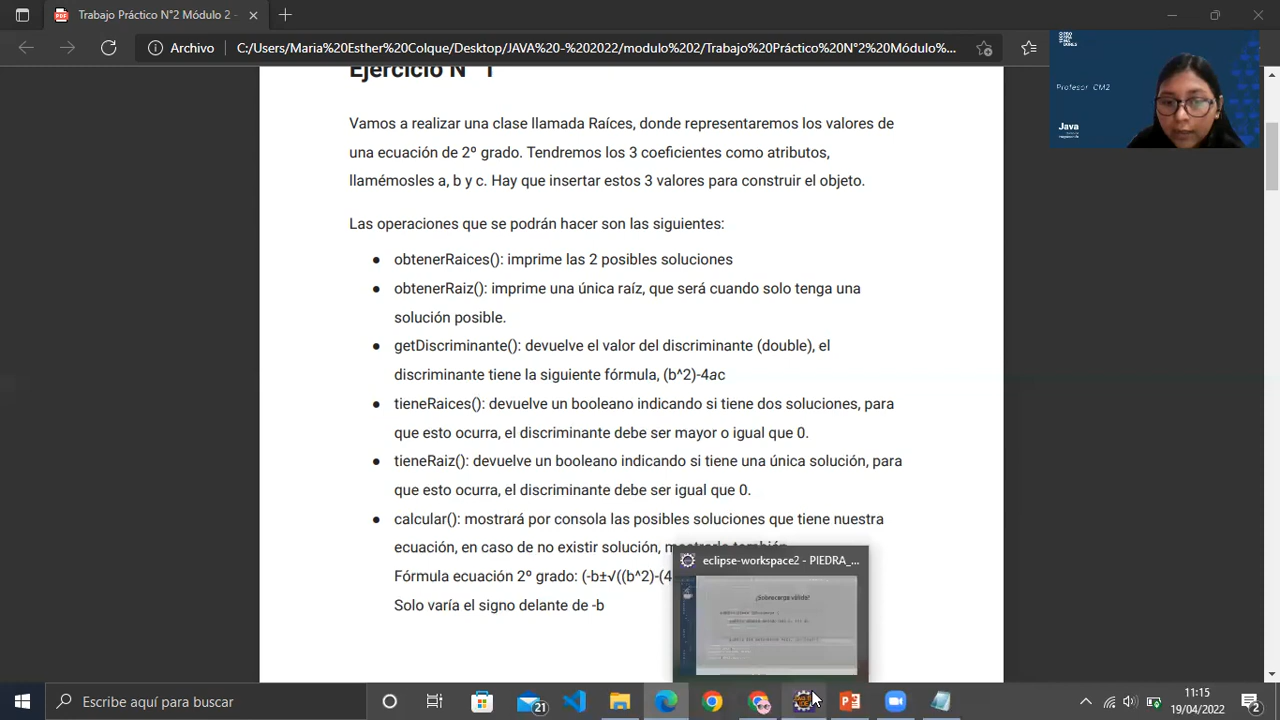 Trabajo Práctico N°2 Módulo 2 -
Archivo
C:/Users/Maria%20Esther%20Colque/Desktop/JAVA%20-%202022/modulo%202/Trabajo%20Práctico%20N°2%20Módulo%...
Profesor CM2
Java
Ejercicio N° 1
Vamos a realizar una clase llamada Raíces, donde representaremos los valores de
una ecuación de 2º grado. Tendremos los 3 coeficientes como atributos,
llamémosles a, b y c. Hay que insertar estos 3 valores para construir el objeto.
Las operaciones que se podrán hacer son las siguientes:
● obtenerRaices(): imprime las 2 posibles soluciones
● obtenerRaiz(): imprime una única raíz, que será cuando solo tenga una
solución posible.
● getDiscriminante(): devuelve el valor del discriminante (double), el
discriminante tiene la siguiente fórmula, (b^2)-4ac
● tieneRaices(): devuelve un booleano indicando si tiene dos soluciones, para
que esto ocurra, el discriminante debe ser mayor o igual que 0.
● tieneRaiz(): devuelve un booleano indicando si tiene una única solución, para
que esto ocurra, el discriminante debe ser igual que 0.
● calcular(): mostrará por consola las posibles soluciones que tiene nuestra
ecuación, en caso de no existir solución, mostrarlo también.
Fórmula ecuación 2º grado: (-b±√((b^2)-(4
Solo varía el signo delante de -b
eclipse-workspace2 - PIEDRA_...
¡Sobrecarga válida!
Escribe aquí para buscar
21
11:15
19/04/2022
2